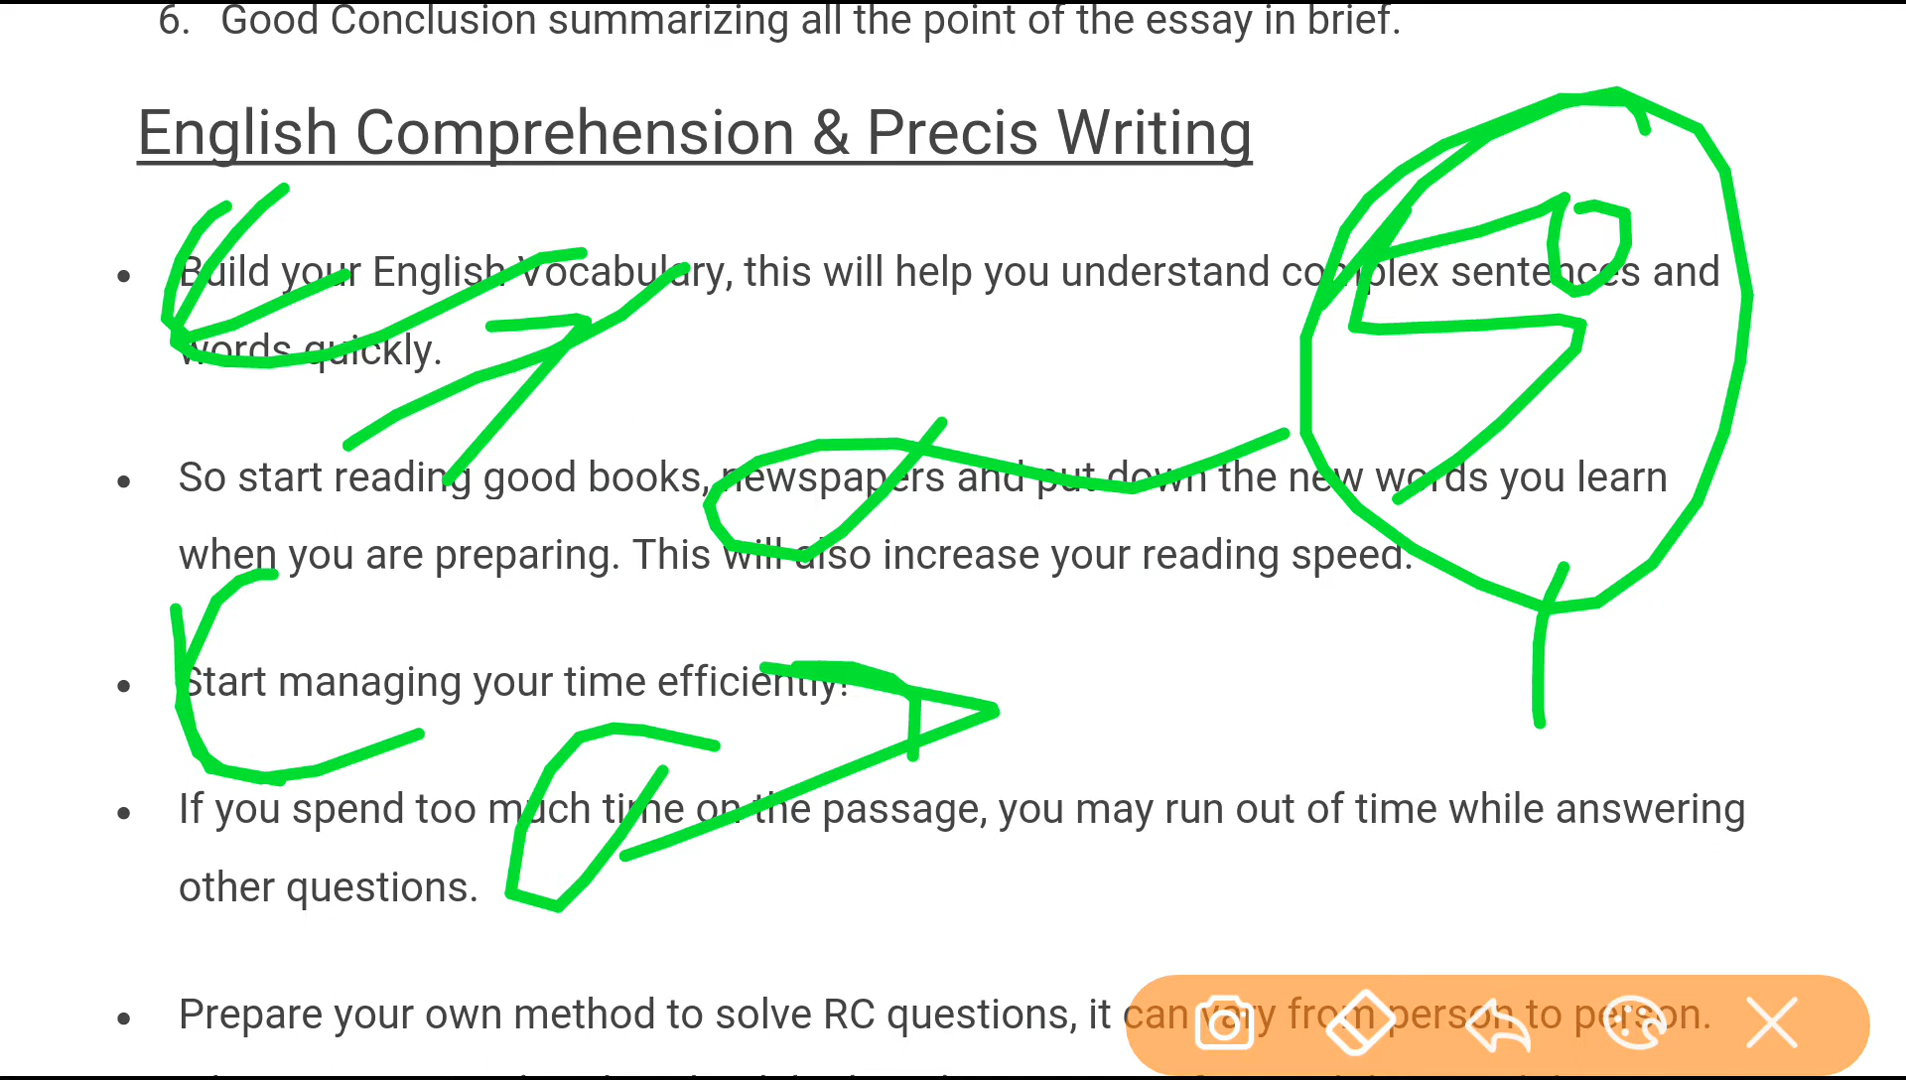 6. Good Conclusion summarizing all the point of the essay in brief.
English Comprehension & Precis Writing
• Build your English Vocabulary, this will help you understand complex sentences and
words quickly.
• So start reading good books, newspapers and put down the new words you learn
when you are preparing. This will also increase your reading speed.
• Start managing your time efficiently!
• If you spend too much time on the passage, you may run out of time while answering
other questions.
• Prepare your own method to solve RC questions, it can vary from person to person.